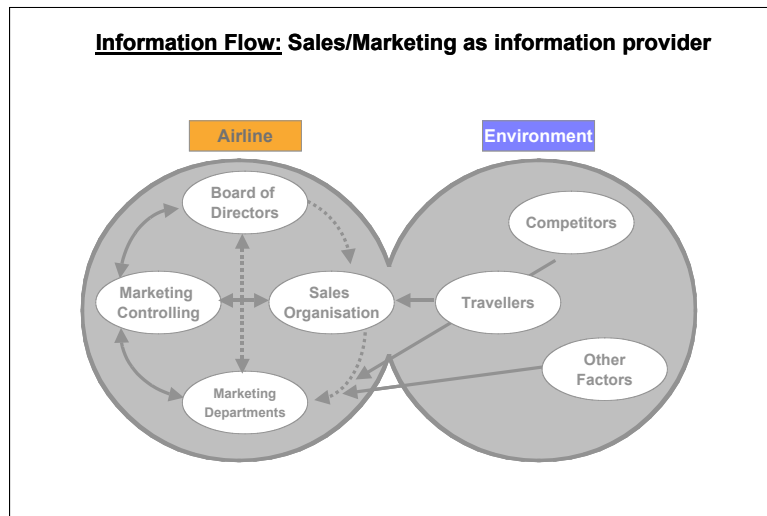 Information Flow: Sales/Marketing as information provider
Airline
Environment
Board of
Directors
Competitors
Marketing
Controlling
Sales
Organisation
Travellers
Other
Factors
Marketing
Departments